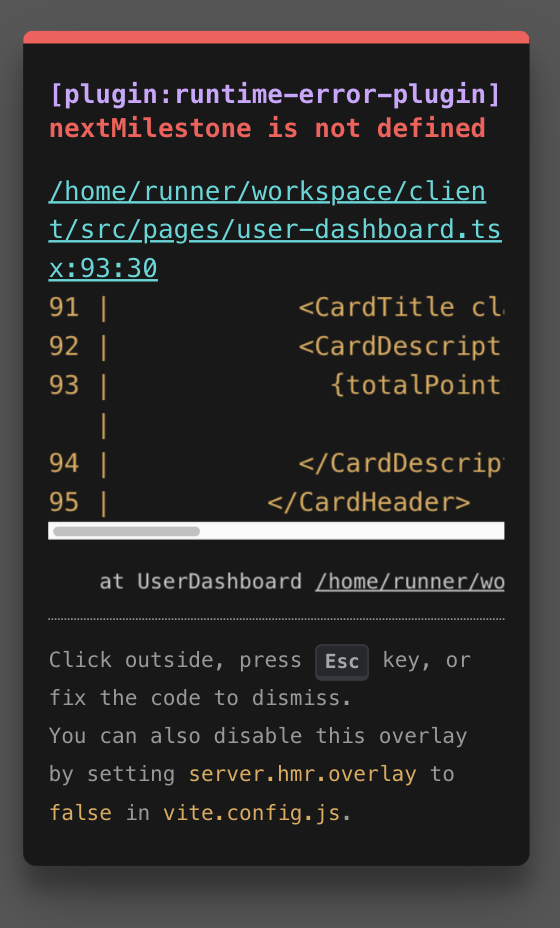 [plugin:runtime-error-plugin]
nextMilestone is not defined
/home/runner/workspace/clien
t/src/pages/user-dashboard.ts
x:93:30
91 | <CardTitle cl
92 | <CardDescript
93 | {totalPoint
|
94 | </CardDescrip
95 | </CardHeader>
at UserDashboard /home/runner/wo
Click outside, press Esc key, or
fix the code to dismiss.
You can also disable this overlay
by setting server.hmr.overlay to
false in vite.config.js.